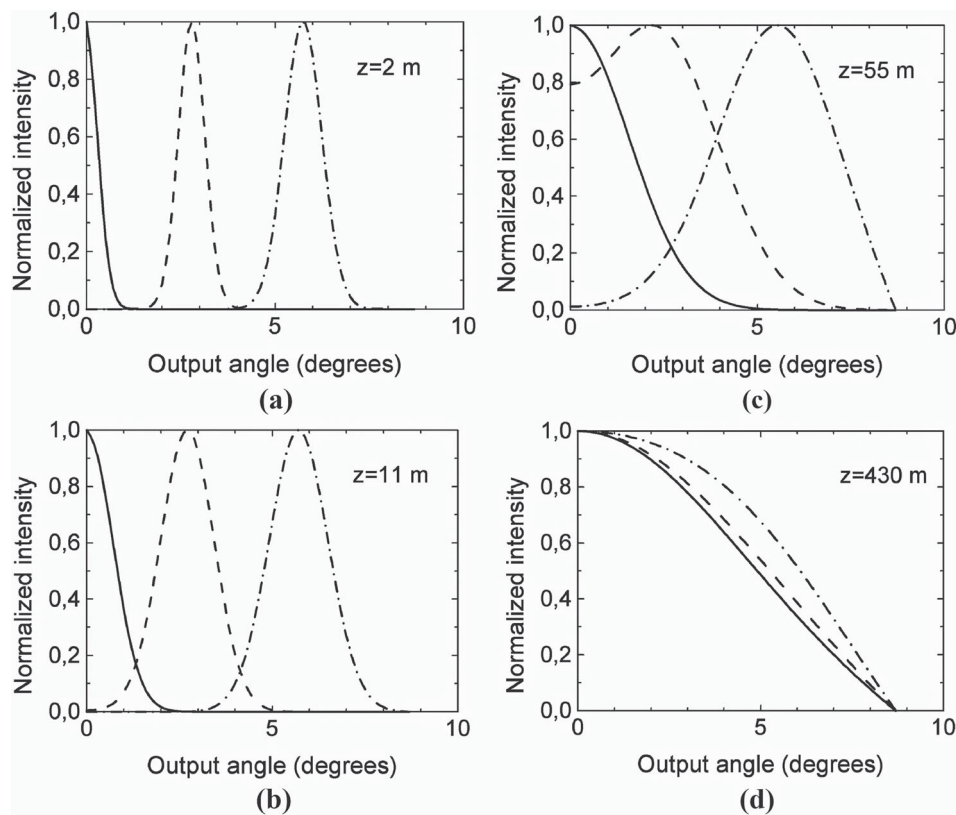 Normalized intensity
1,0
0,8
0,6
0,4
0,2
0,0
z=2 m
0
5
10
Output angle (degrees)
(a)
Normalized intensity
1,0
0,8
0,6
0,4
0,2
0,0
z=55 m
0
5
10
Output angle (degrees)
(c)
Normalized intensity
1,0
0,8
0,6
0,4
0,2
0,0
z=11 m
0
5
10
Output angle (degrees)
(b)
Normalized intensity
1,0
0,8
0,6
0,4
0,2
0,0
z=430 m
0
5
10
Output angle (degrees)
(d)